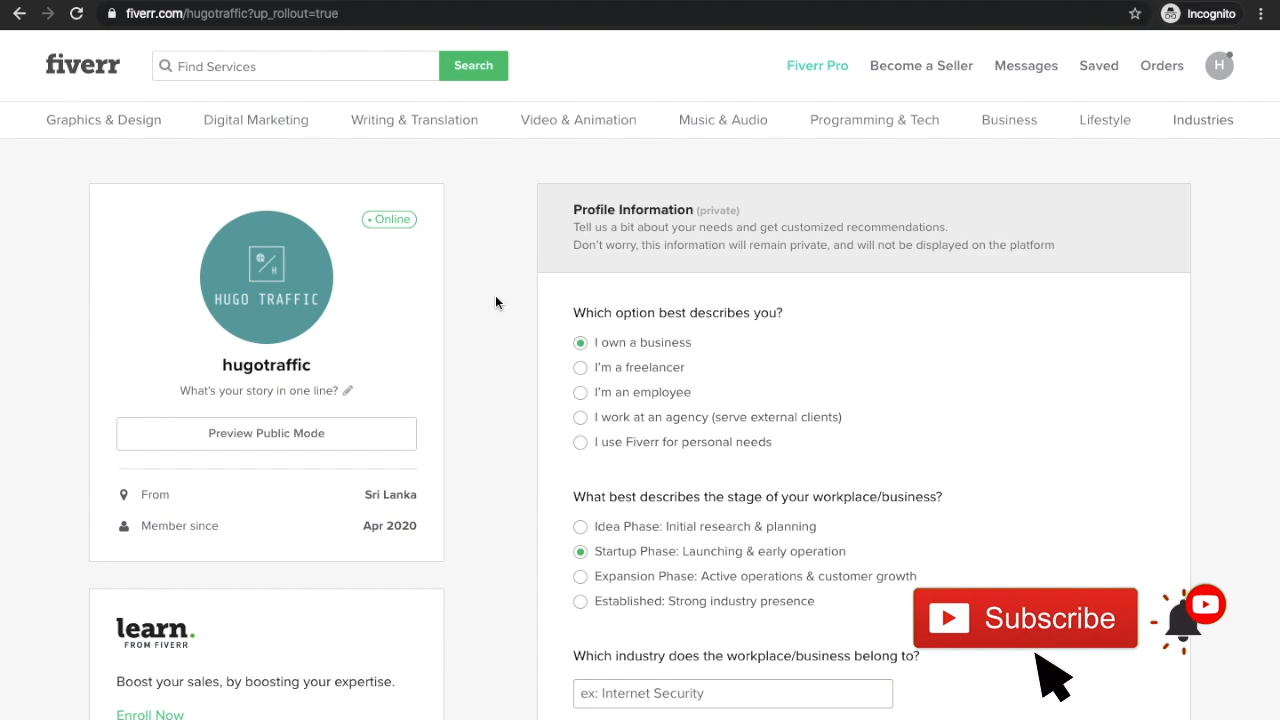 fiverr.com/hugotraffic?up_rollout=true
Incognito
fiverr
Find Services
Search
Fiverr Pro
Become a Seller
Messages
Saved
Orders
H
Graphics & Design
Digital Marketing
Writing & Translation
Video & Animation
Music & Audio
Programming & Tech
Business
Lifestyle
Industries
• Online
HUGO TRAFFIC
hugotraffic
What's your story in one line?
Preview Public Mode
From
Sri Lanka
Member since
Apr 2020
learn.
FROM FIVERR
Boost your sales, by boosting your expertise.
Enroll Now
Profile Information (private)
Tell us a bit about your needs and get customized recommendations.
Don't worry, this information will remain private, and will not be displayed on the platform
Which option best describes you?
I own a business
I'm a freelancer
I'm an employee
I work at an agency (serve external clients)
I use Fiverr for personal needs
What best describes the stage of your workplace/business?
Idea Phase: Initial research & planning
Startup Phase: Launching & early operation
Expansion Phase: Active operations & customer growth
Established: Strong industry presence
Subscribe
Which industry does the workplace/business belong to?
ex: Internet Security